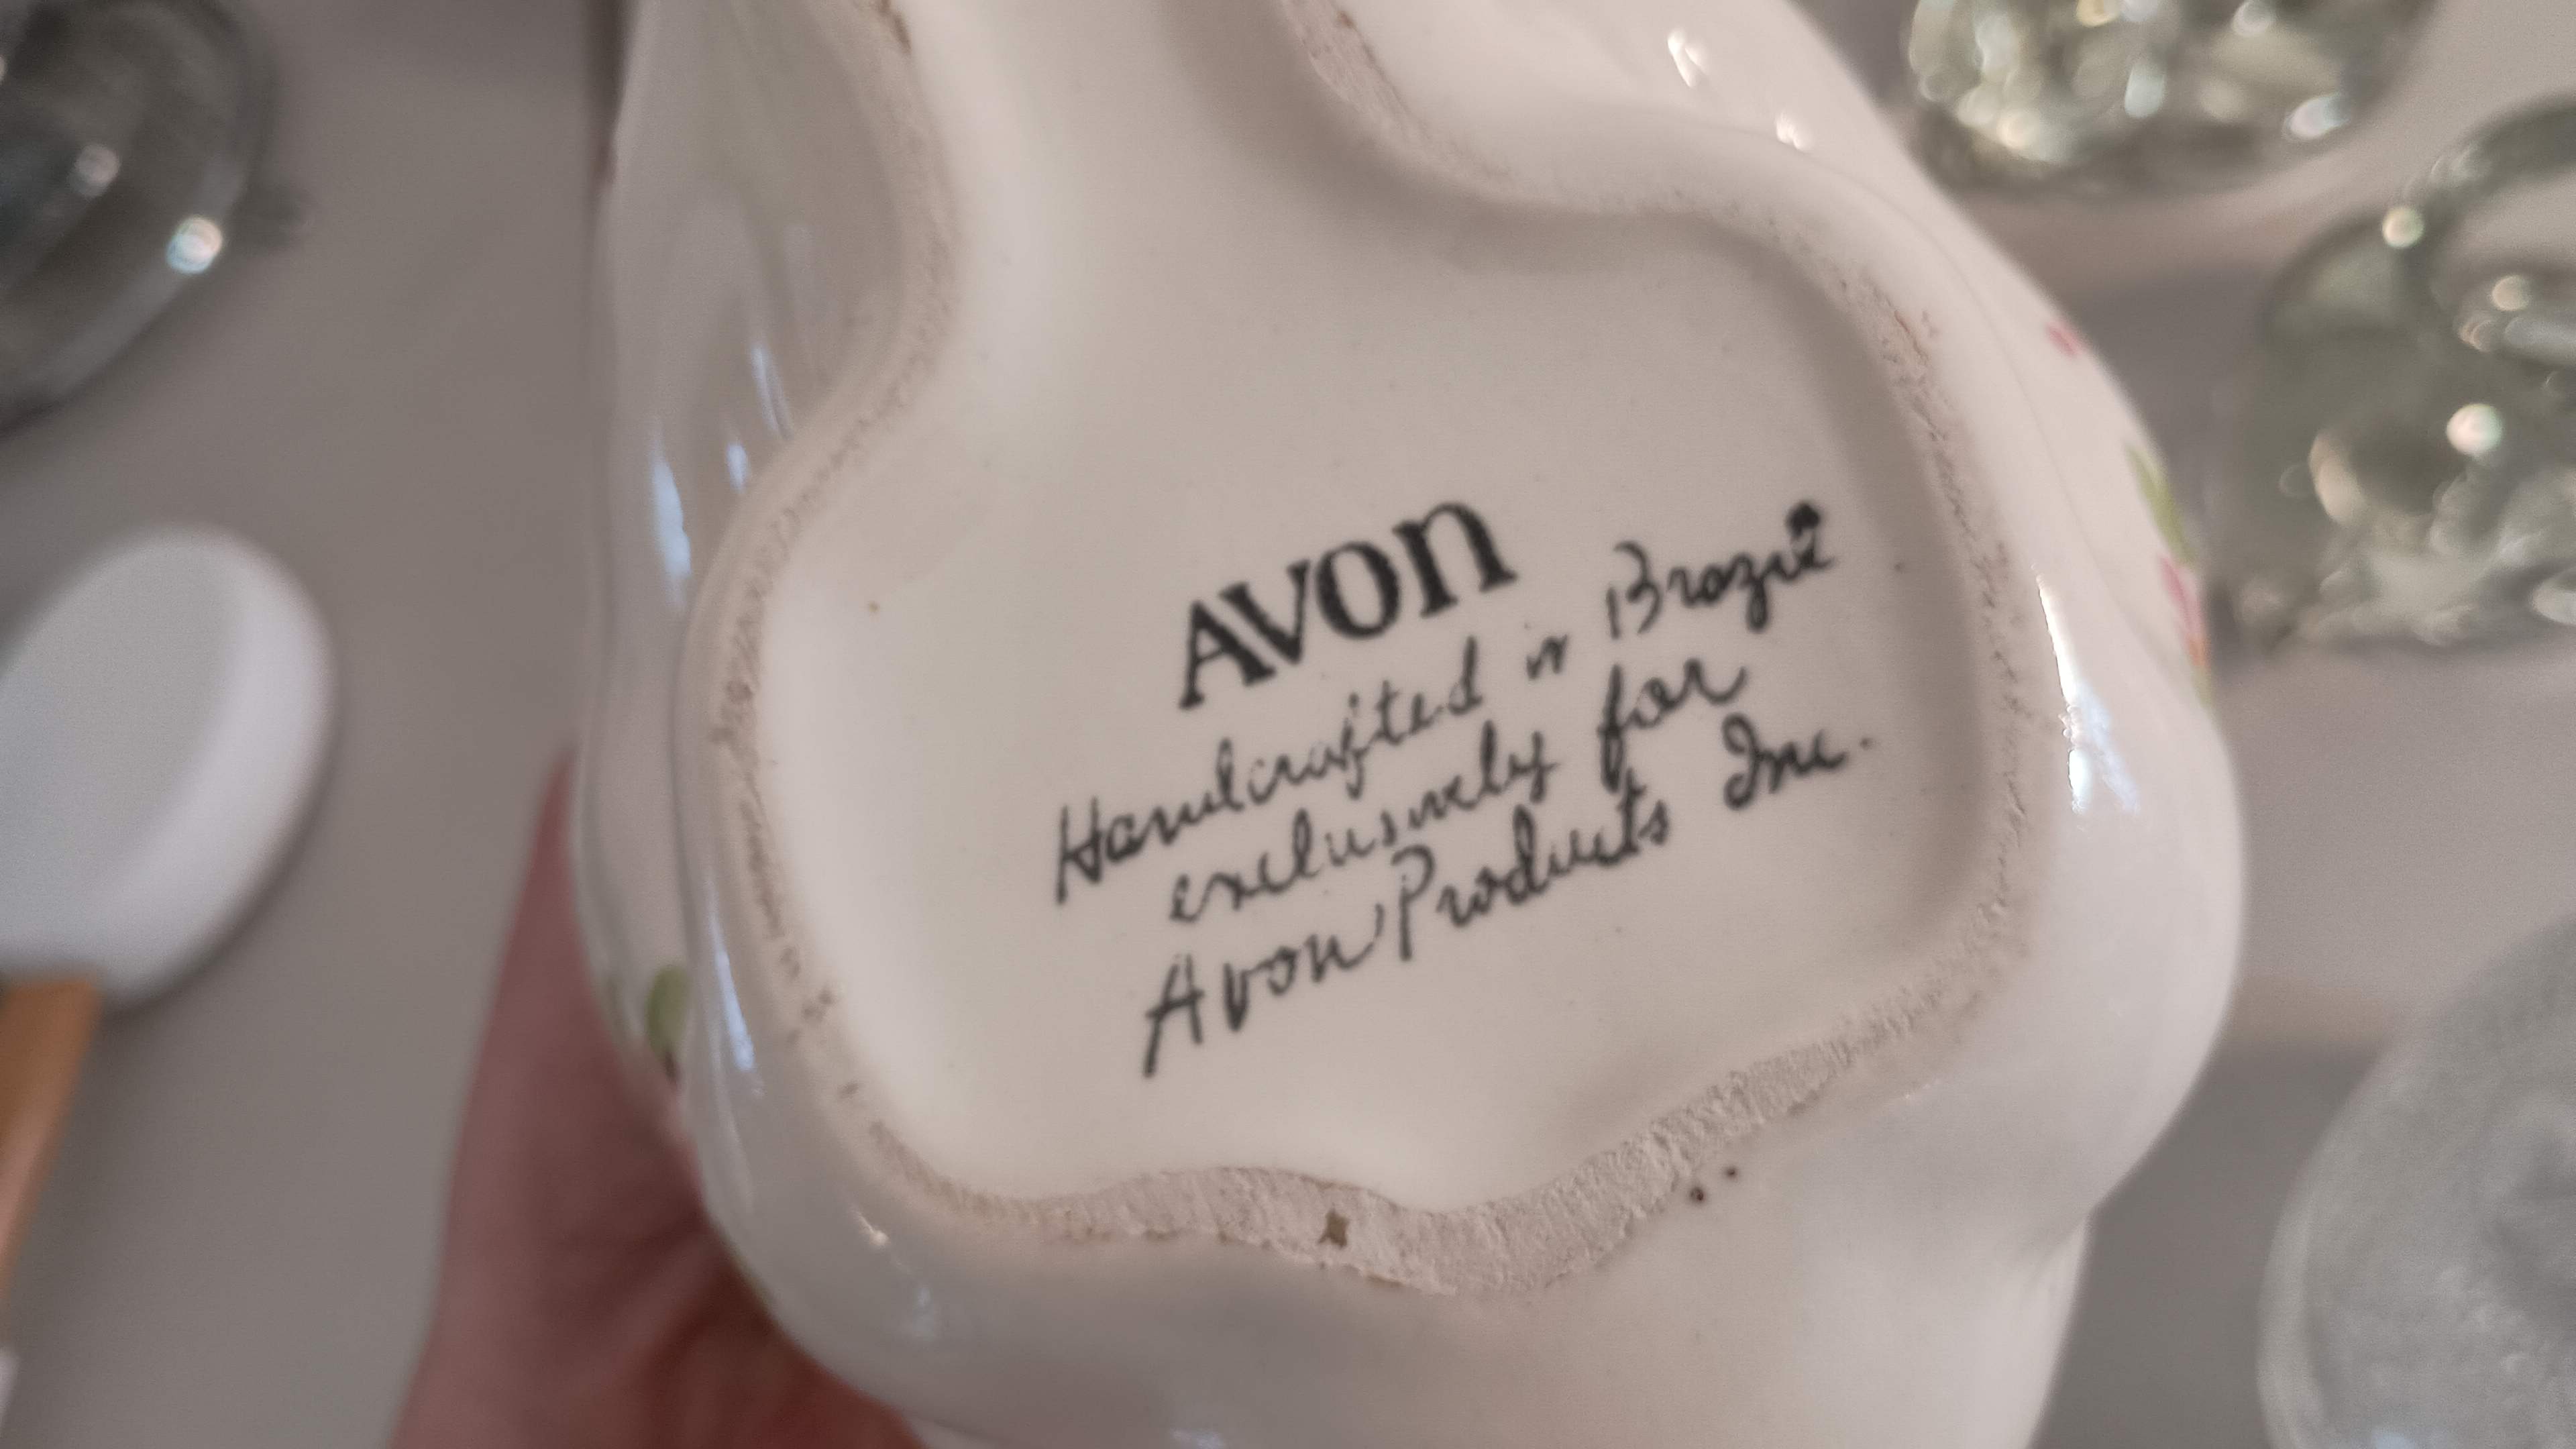 AVON
Handcrafted in Brazil
exclusively for
Avon Products Inc.